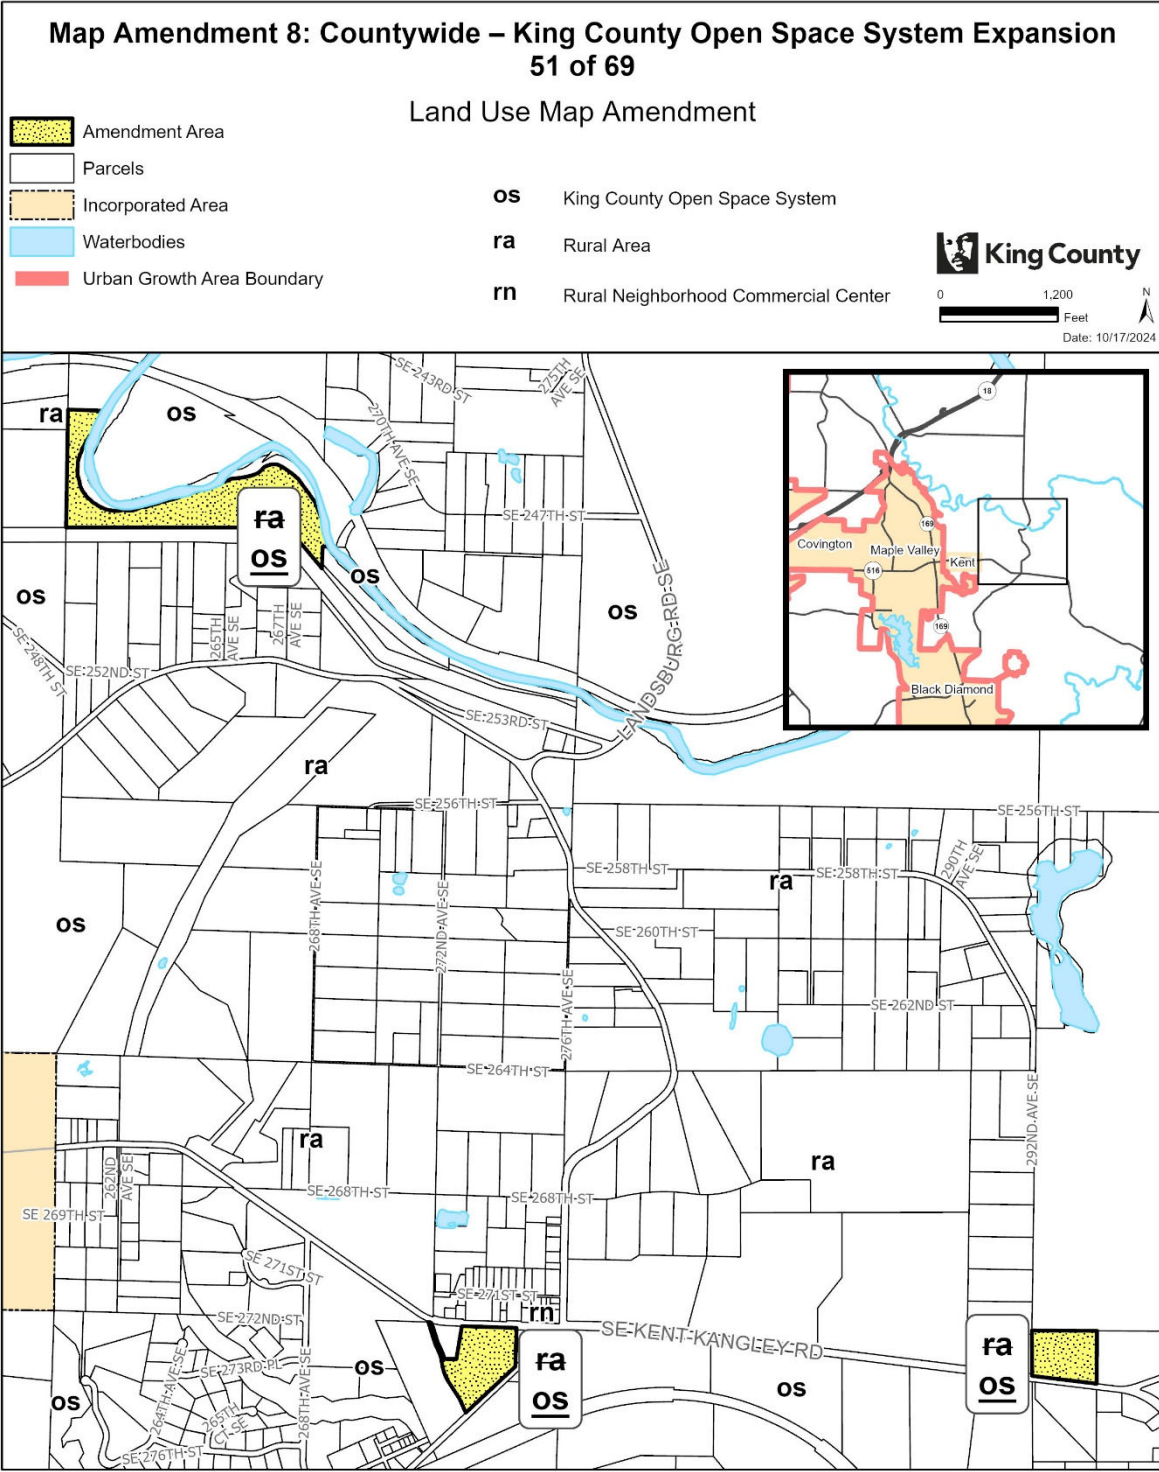 Map Amendment 8: Countywide – King County Open Space System Expansion
51 of 69
Land Use Map Amendment
Amendment Area
Parcels
Incorporated Area
Waterbodies
Urban Growth Area Boundary
os King County Open Space System
ra Rural Area
rn Rural Neighborhood Commercial Center
King County
0 1,200
Feet
N
Date: 10/17/2024
SE 243RD ST
275TH
AVE SE
ra
os
270TH AVE SE
18
SE 247TH ST
ra
os
169
Covington
Maple Valley
Kent
516
os
os
os
LANDSBURG RD SE
265TH
AVE SE
267TH
AVE SE
169
SE 248TH ST
SE 252ND ST
Black Diamond
SE 253RD ST
ra
SE 256TH ST
SE 256TH ST
268TH AVE SE
272ND AVE SE
SE 258TH ST
ra
SE 258TH ST
290TH
AVE SE
os
SE 260TH ST
276TH AVE SE
SE 262ND ST
SE 264TH ST
292ND AVE SE
ra
ra
262ND
AVE SE
SE 268TH ST
SE 268TH ST
SE 269TH ST
SE 271ST ST
SE 271ST ST
rn
SE 272ND ST
SE KENT KANGLEY RD
ra
os
ra
os
SE 273RD PL
os
os
os
264TH AVE SE
265TH
CT SE
268TH AVE SE
SE 276TH ST